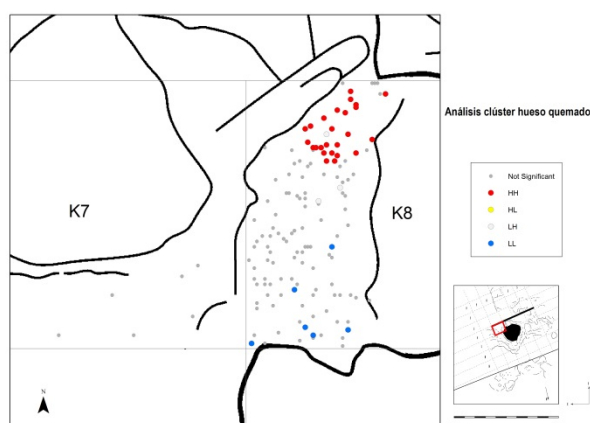 Análisis clúster hueso quemado
Not Significant
HH
HL
LH
LL
K7
K8
N